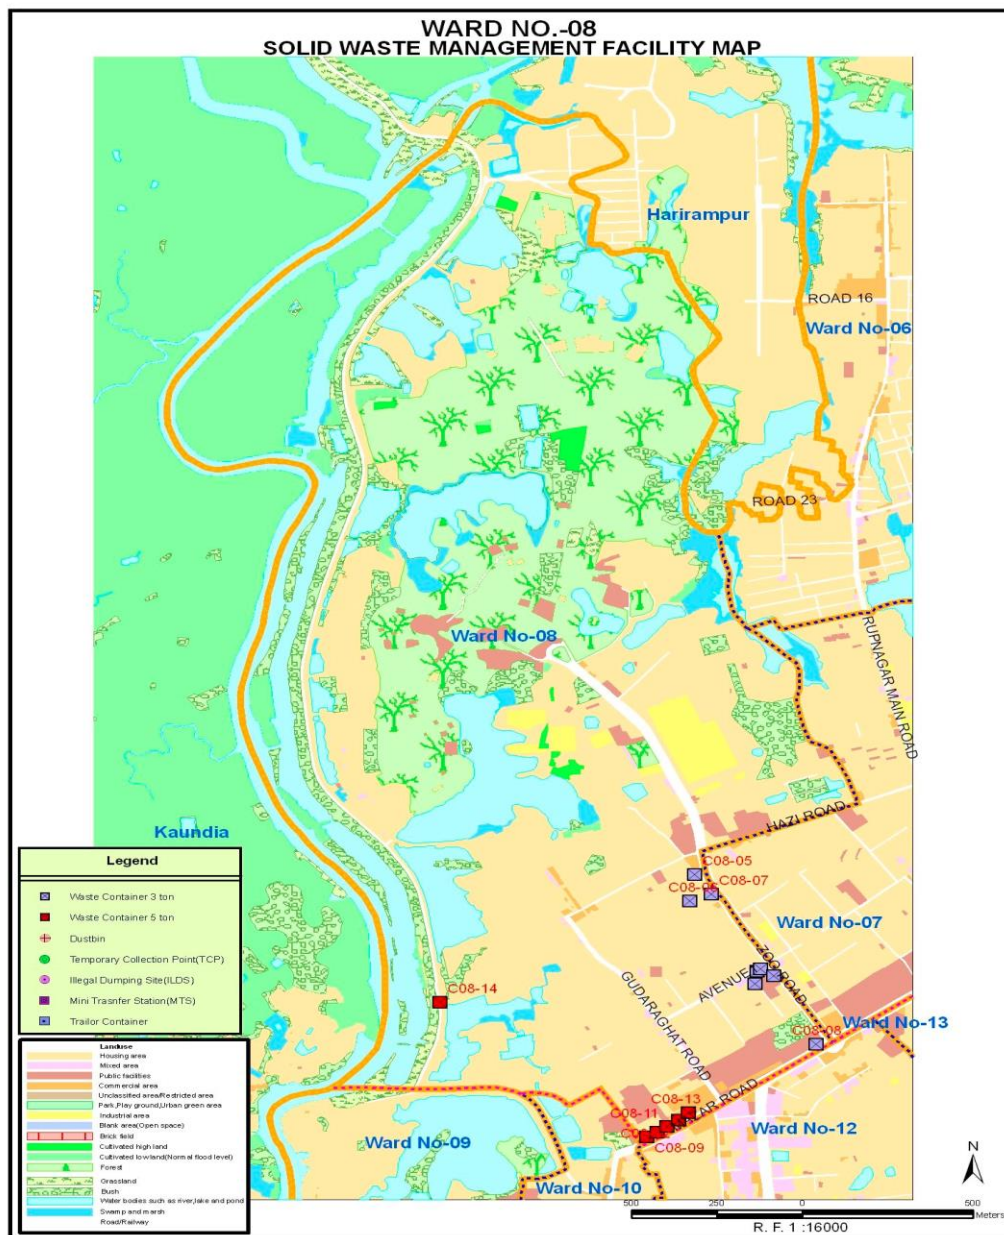 WARD NO.-08
SOLID WASTE MANAGEMENT FACILITY MAP
Harirampur
ROAD 16
Ward No-06
ROAD 23
Ward No-08
RUPNAGAR MAIN ROAD
HAZI ROAD
Kaundia
C08-05
C08-07
Ward No-07
ZOO ROAD
AVENUE
GUDARAGHAT ROAD
C08-14
C08-08
Ward No-13
C08-13
C08-11
C08-09
Ward No-12
Ward No-09
Ward No-10
Legend
Waste Container 3 ton
Waste Container 5 ton
Dustbin
Temporary Collection Point(TCP)
Illegal Dumping Site(ILDS)
Mini Trasnfer Station(MTS)
Trailor Container
Landuse
Housing area
Mixed area
Public facilities
Commercial area
Unclassified area/Restricted area
Park,Play ground,Urban green area
Industrial area
Blank area(Open space)
Brick field
Cultivated high land
Cultivated lowland(Normal flood level)
Forest
Grassland
Bush
Water bodies such as river,lake and pond
Swamp and marsh
Road/Railway
N
500 250 0 500
Meters
R. F. 1 :16000